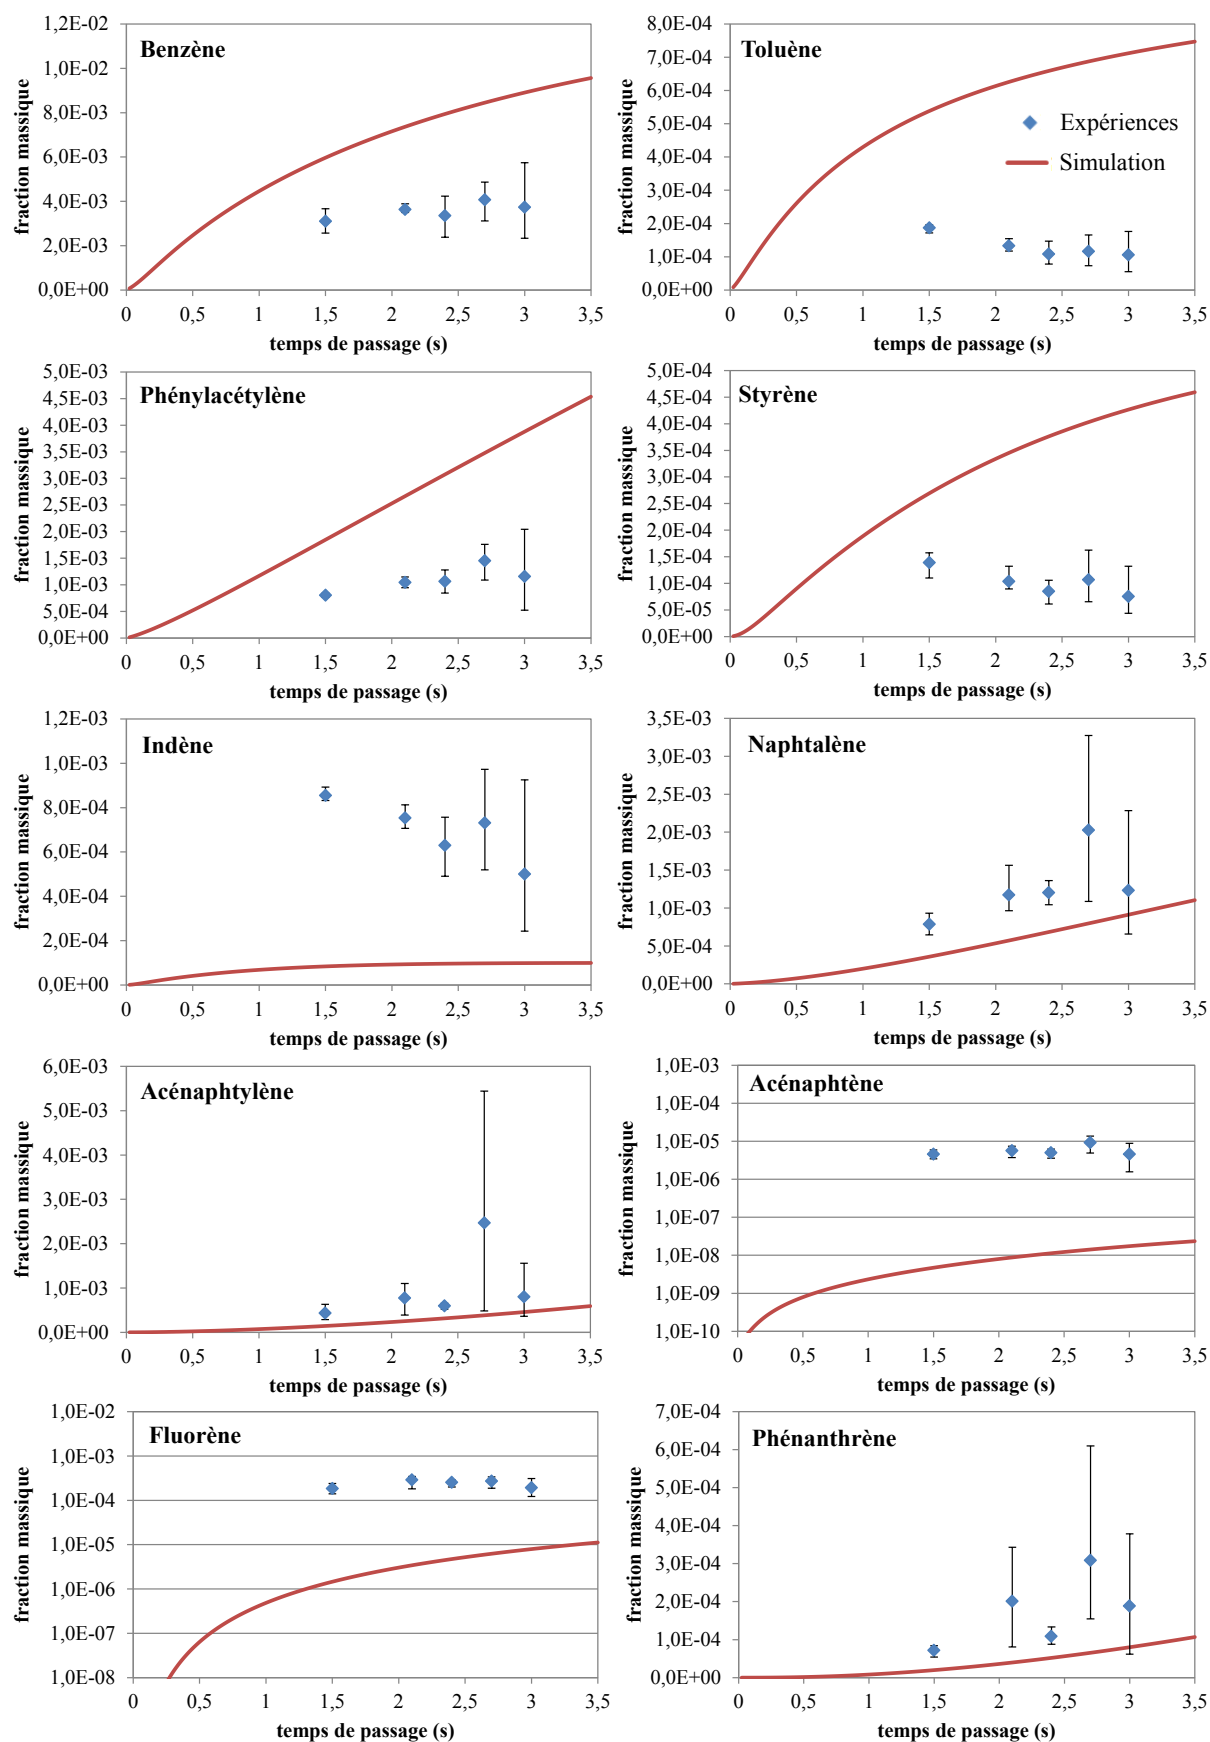 1,2E-02
1,0E-02
8,0E-03
6,0E-03
4,0E-03
2,0E-03
0,0E+00
fraction massique
Benzène
0 0,5 1 1,5 2 2,5 3 3,5
temps de passage (s)
8,0E-04
7,0E-04
6,0E-04
5,0E-04
4,0E-04
3,0E-04
2,0E-04
1,0E-04
0,0E+00
fraction massique
Toluène
Expériences
Simulation
0 0,5 1 1,5 2 2,5 3 3,5
temps de passage (s)
5,0E-03
4,5E-03
4,0E-03
3,5E-03
3,0E-03
2,5E-03
2,0E-03
1,5E-03
1,0E-03
5,0E-04
0,0E+00
fraction massique
Phénylacétylène
0 0,5 1 1,5 2 2,5 3 3,5
temps de passage (s)
5,0E-04
4,5E-04
4,0E-04
3,5E-04
3,0E-04
2,5E-04
2,0E-04
1,5E-04
1,0E-04
5,0E-05
0,0E+00
fraction massique
Styrène
0 0,5 1 1,5 2 2,5 3 3,5
temps de passage (s)
1,2E-03
1,0E-03
8,0E-04
6,0E-04
4,0E-04
2,0E-04
0,0E+00
fraction massique
Indène
0 0,5 1 1,5 2 2,5 3 3,5
temps de passage (s)
3,5E-03
3,0E-03
2,5E-03
2,0E-03
1,5E-03
1,0E-03
5,0E-04
0,0E+00
fraction massique
Naphtalène
0 0,5 1 1,5 2 2,5 3 3,5
temps de passage (s)
6,0E-03
5,0E-03
4,0E-03
3,0E-03
2,0E-03
1,0E-03
0,0E+00
fraction massique
Acénaphtylène
0 0,5 1 1,5 2 2,5 3 3,5
temps de passage (s)
1,0E-03
1,0E-04
1,0E-05
1,0E-06
1,0E-07
1,0E-08
1,0E-09
1,0E-10
fraction massique
Acénaphtène
0 0,5 1 1,5 2 2,5 3 3,5
temps de passage (s)
1,0E-02
1,0E-03
1,0E-04
1,0E-05
1,0E-06
1,0E-07
1,0E-08
fraction massique
Fluorène
0 0,5 1 1,5 2 2,5 3 3,5
temps de passage (s)
7,0E-04
6,0E-04
5,0E-04
4,0E-04
3,0E-04
2,0E-04
1,0E-04
0,0E+00
fraction massique
Phénanthrène
0 0,5 1 1,5 2 2,5 3 3,5
temps de passage (s)